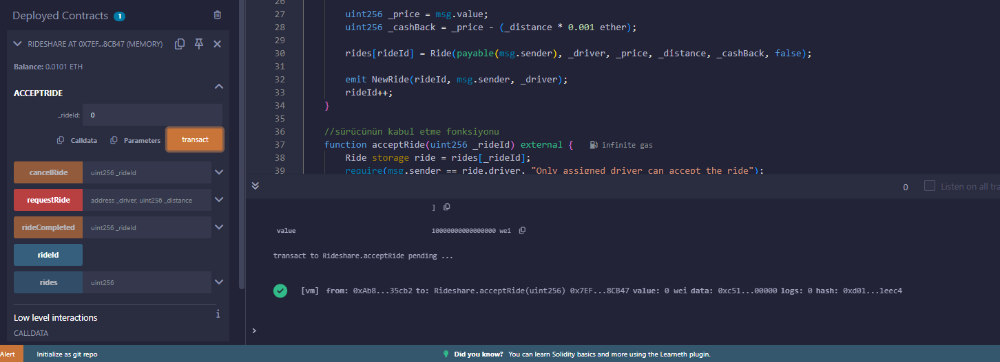 Deployed Contracts 1
RIDESHARE AT 0X7EF...8CB47 (MEMORY)
Balance: 0.0101 ETH
ACCEPTRIDE
_rideId: 0
Calldata Parameters transact
cancelRide uint256 _rideId
requestRide address _driver, uint256 _distance
rideCompleted uint256 _rideId
rideId
rides uint256
Low level interactions i
CALLDATA
26
27 uint256 _price = msg.value;
28 uint256 _cashBack = _price - (_distance * 0.001 ether);
29
30 rides[rideId] = Ride(payable(msg.sender), _driver, _price, _distance, _cashBack, false);
31
32 emit NewRide(rideId, msg.sender, _driver);
33 rideId++;
34 }
35
36 //sürücünün kabul etme fonksiyonu
37 function acceptRide(uint256 _rideId) external { infinite gas
38 Ride storage ride = rides[_rideId];
39 require(msg.sender == ride.driver, "Only assigned driver can accept the ride");
0 Listen on all tra
]
value 10000000000000000 wei
transact to Rideshare.acceptRide pending ...
[vm] from: 0xAb8...35cb2 to: Rideshare.acceptRide(uint256) 0x7EF...8CB47 value: 0 wei data: 0xc51...00000 logs: 0 hash: 0xd01...1eec4
>
Alert Initialize as git repo Did you know? You can learn Solidity basics and more using the Learneth plugin.